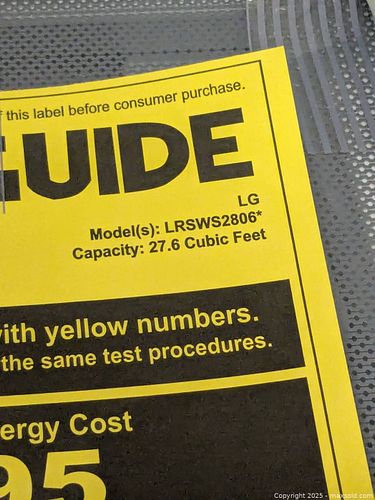 this label before consumer purchase.
GUIDE
LG
Model(s): LRSWS2806*
Capacity: 27.6 Cubic Feet
with yellow numbers.
the same test procedures.
ergy Cost
95
Copyright 2025 - maxsold.com